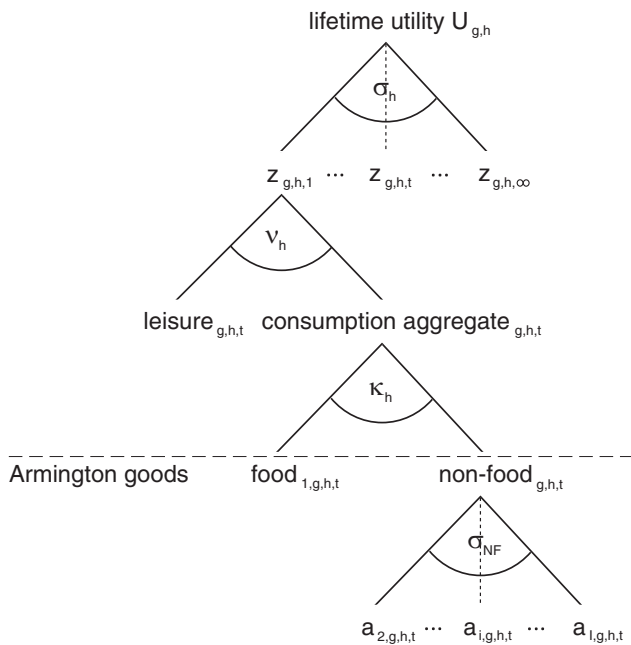 lifetime utility U g,h
σh
z g,h,1 ··· z g,h,t ··· z g,h,∞
νh
leisure g,h,t consumption aggregate g,h,t
κh
Armington goods food 1,g,h,t non-food g,h,t
σNF
a 2,g,h,t ··· a i,g,h,t ··· a I,g,h,t